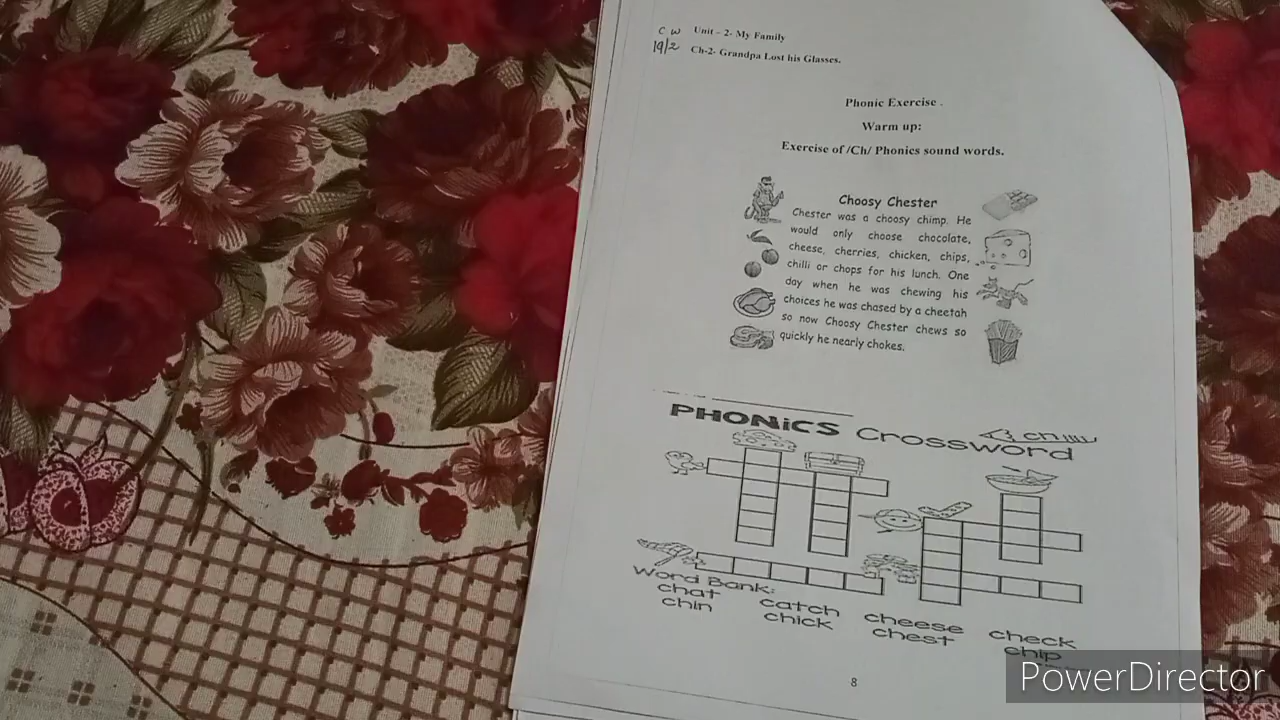 C W Unit - 2- My Family
19/2 Ch-2- Grandpa Lost his Glasses.
Phonic Exercise .
Warm up:
Exercise of /Ch/ Phonics sound words.
Choosy Chester
Chester was a choosy chimp. He
would only choose chocolate,
cheese, cherries, chicken, chips,
chilli or chops for his lunch. One
day when he was chewing his
choices he was chased by a cheetah
so now Choosy Chester chews so
quickly he nearly chokes.
PHONiCS Crossword
Word Bank:
chat catch cheese check
chin chick chest chip
8
PowerDirector